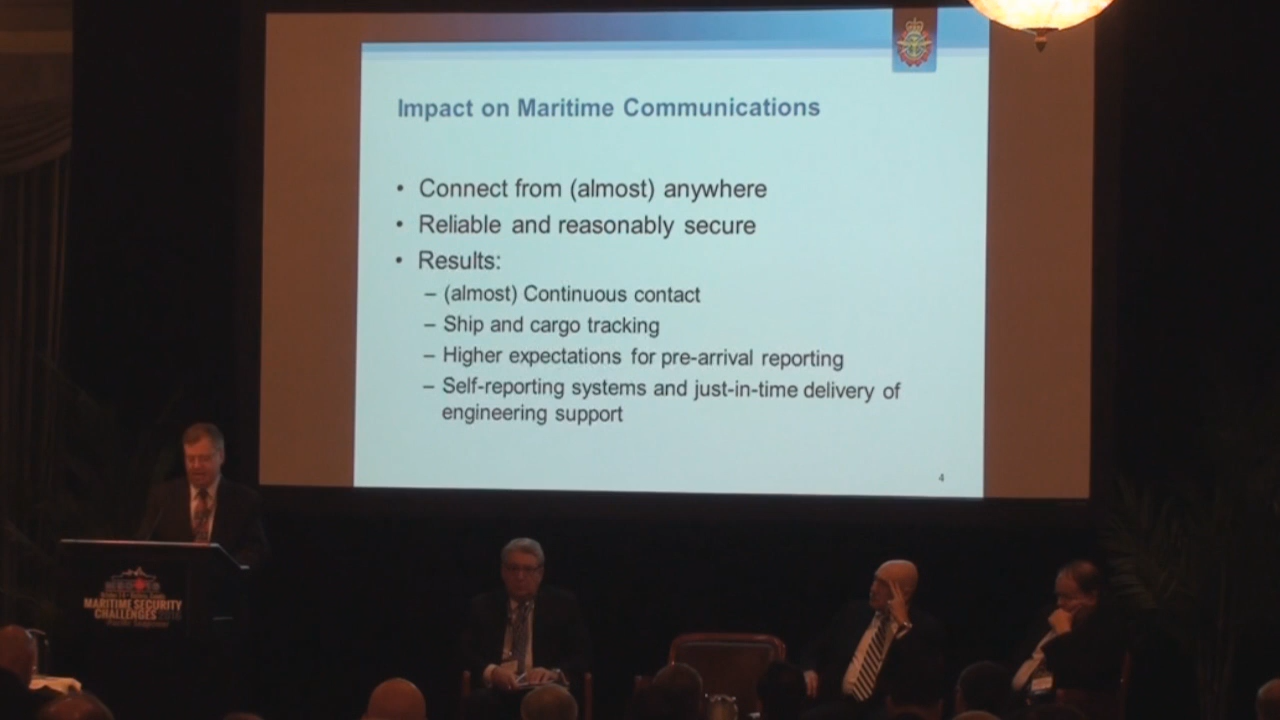 Impact on Maritime Communications
• Connect from (almost) anywhere
• Reliable and reasonably secure
• Results:
– (almost) Continuous contact
– Ship and cargo tracking
– Higher expectations for pre-arrival reporting
– Self-reporting systems and just-in-time delivery of
engineering support
4
MARITIME SECURITY
CHALLENGES